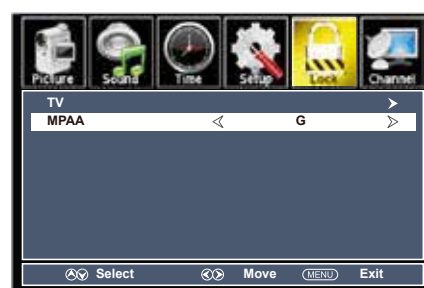 Picture Sound Time Setup Lock Channel
TV
MPAA G
Select Move MENU Exit